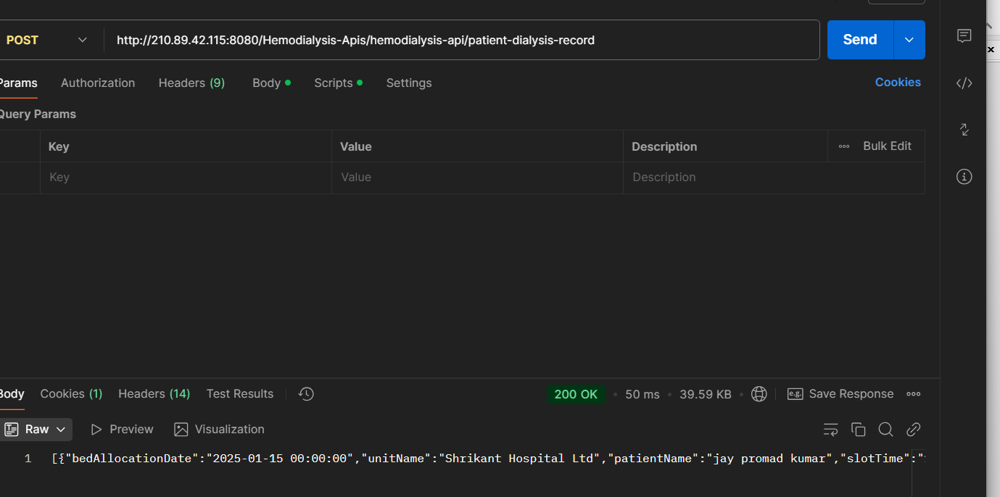 POST http://210.89.42.115:8080/Hemodialysis-Apis/hemodialysis-api/patient-dialysis-record Send
Params Authorization Headers (9) Body Scripts Settings Cookies
Query Params
Key Value Description Bulk Edit
Key Value Description
Body Cookies (1) Headers (14) Test Results 200 OK 50 ms 39.59 KB e.g. Save Response
Raw Preview Visualization
1 [{"bedAllocationDate":"2025-01-15 00:00:00","unitName":"Shrikant Hospital Ltd","patientName":"jay promad kumar","slotTime":"